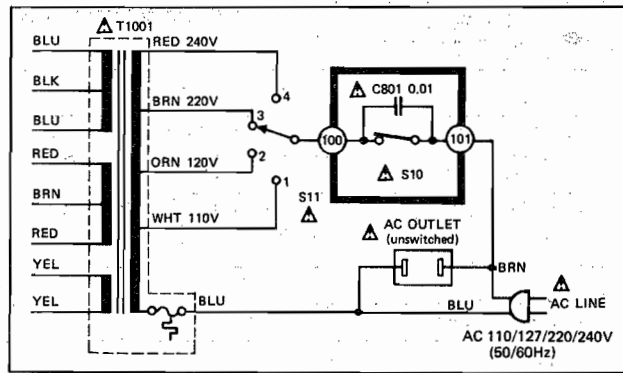 T1001
BLU
RED 240V
C801 0.01
BLK
4
BRN 220V
3
BLU
100
101
RED
ORN 120V
2
S10
BRN
1
S11
AC OUTLET
(unswitched)
WHT 110V
RED
BRN
YEL
AC LINE
BLU
BLU
YEL
AC 110/127/220/240V
(50/60Hz)